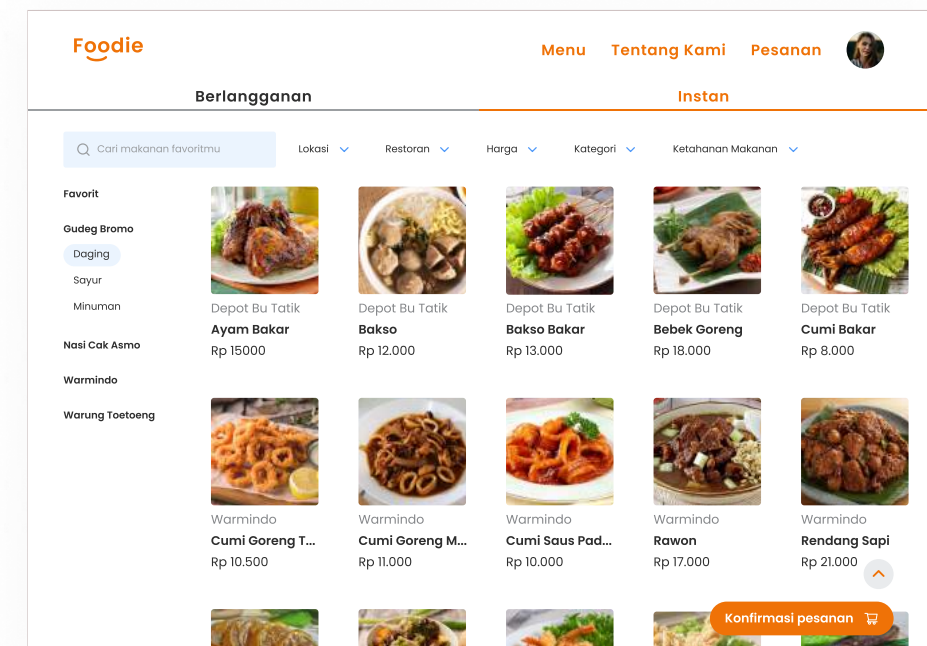 Foodie
Menu Tentang Kami Pesanan
Berlangganan Instan
Cari makanan favoritmu Lokasi Restoran Harga Kategori Ketahanan Makanan
Favorit
Gudeg Bromo
Daging
Sayur
Minuman
Nasi Cak Asmo
Warmindo
Warung Toetoeng
Depot Bu Tatik Depot Bu Tatik Depot Bu Tatik Depot Bu Tatik Depot Bu Tatik
Ayam Bakar Bakso Bakso Bakar Bebek Goreng Cumi Bakar
Rp 15000 Rp 12.000 Rp 13.000 Rp 18.000 Rp 8.000
Warmindo Warmindo Warmindo Warmindo Warmindo
Cumi Goreng T... Cumi Goreng M... Cumi Saus Pad... Rawon Rendang Sapi
Rp 10.500 Rp 11.000 Rp 10.000 Rp 17.000 Rp 21.000
Konfirmasi pesanan